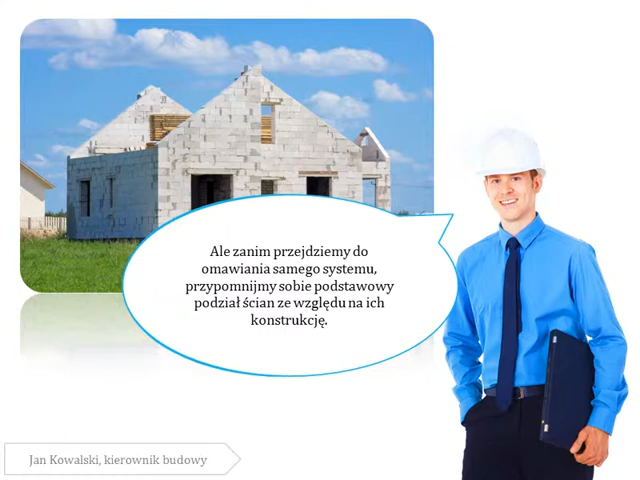 Ale zanim przejdziemy do
omawiania samego systemu,
przypomnijmy sobie podstawowy
podział ścian ze względu na ich
konstrukcję.
Jan Kowalski, kierownik budowy